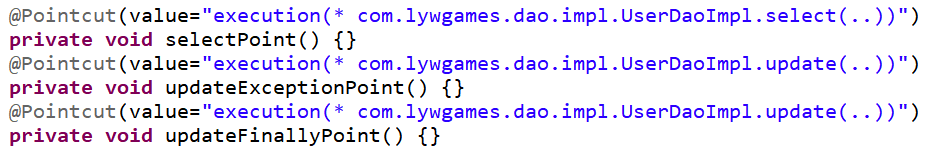 @Pointcut(value="execution(* com.lywgames.dao.impl.UserDaoImpl.select(..))")
private void selectPoint() {}
@Pointcut(value="execution(* com.lywgames.dao.impl.UserDaoImpl.update(..))")
private void updateExceptionPoint() {}
@Pointcut(value="execution(* com.lywgames.dao.impl.UserDaoImpl.update(..))")
private void updateFinallyPoint() {}